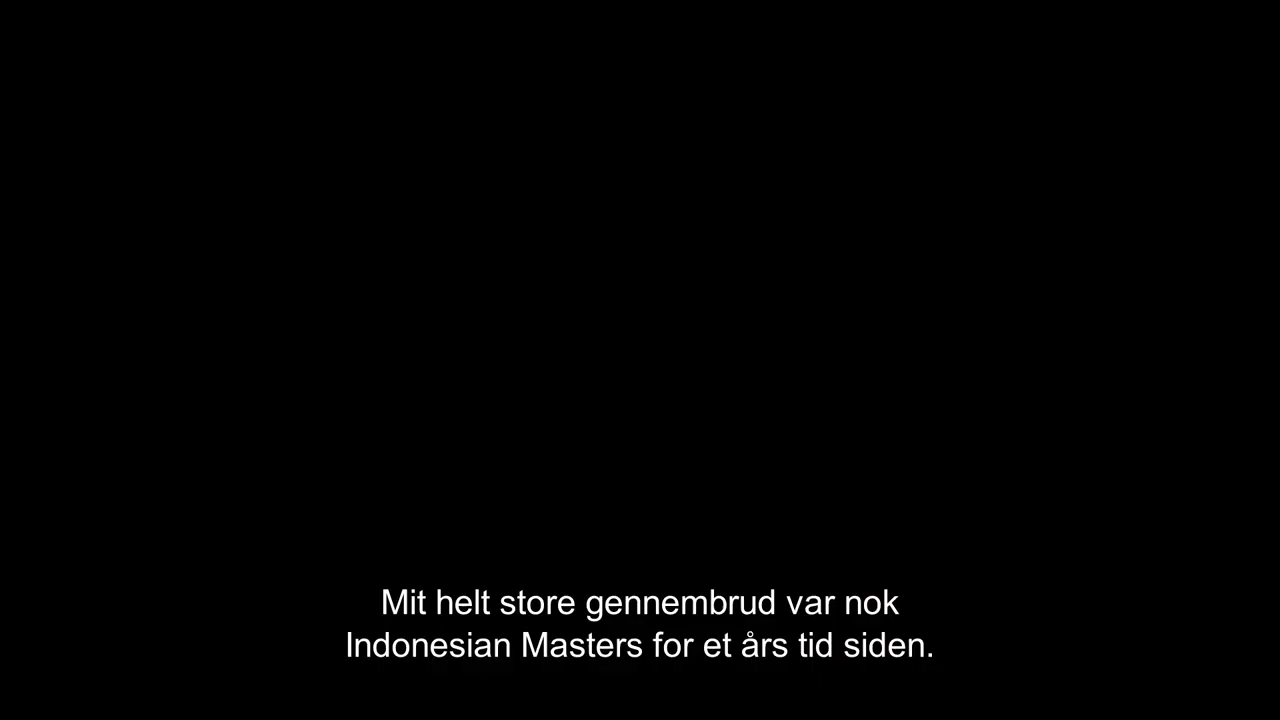 Mit helt store gennembrud var nok
Indonesian Masters for et års tid siden.